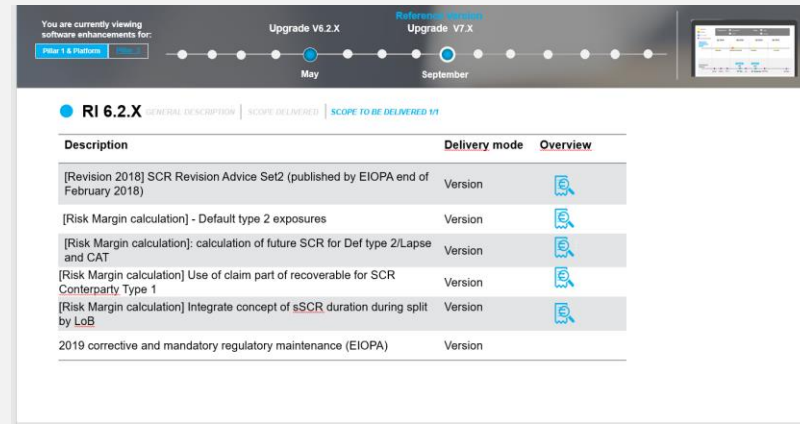 You are currently viewing
software enhancements for:
Pillar 1 & Platform
Pillar 3
Upgrade V6.2.X
Reference Version
Upgrade V7.X
May
September
RI 6.2.X GENERAL DESCRIPTION | SCOPE DELIVERED | SCOPE TO BE DELIVERED 1/1
Description Delivery mode Overview
[Revision 2018] SCR Revision Advice Set2 (published by EIOPA end of
February 2018) Version
[Risk Margin calculation] - Default type 2 exposures Version
[Risk Margin calculation]: calculation of future SCR for Def type 2/Lapse
and CAT Version
[Risk Margin calculation] Use of claim part of recoverable for SCR
Conterparty Type 1 Version
[Risk Margin calculation] Integrate concept of sSCR duration during split Version
by LoB
2019 corrective and mandatory regulatory maintenance (EIOPA) Version